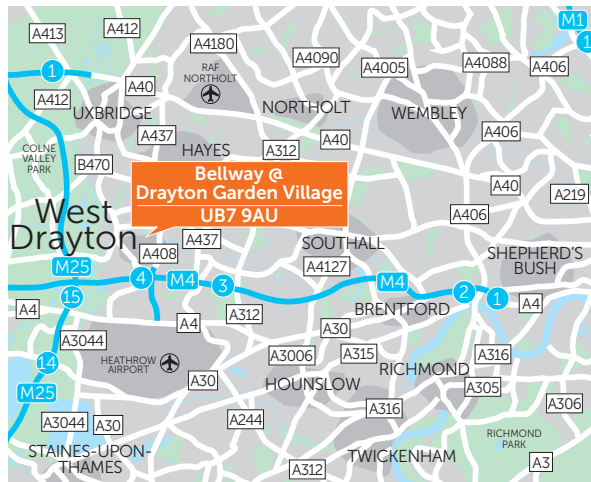 A413
A412
A4180
A4090
A4005
A4088
A406
M1
1
1
RAF
NORTHOLT
A412
A40
UXBRIDGE
NORTHOLT
WEMBLEY
A437
HAYES
A312
A40
A406
COLNE
VALLEY
PARK
B470
A40
A219
Bellway @
Drayton Garden Village
UB7 9AU
West
Drayton
A406
A437
A408
SOUTHALL
SHEPHERD'S
BUSH
M25
A4127
4
M4
3
M4
2
1
15
BRENTFORD
A4
A4
A312
A4
A30
A3044
HEATHROW
AIRPORT
A3006
A315
A316
14
RICHMOND
A30
HOUNSLOW
A305
M25
A316
A306
A3044
A30
A244
RICHMOND
PARK
STAINES-UPON-
THAMES
TWICKENHAM
A312
A3